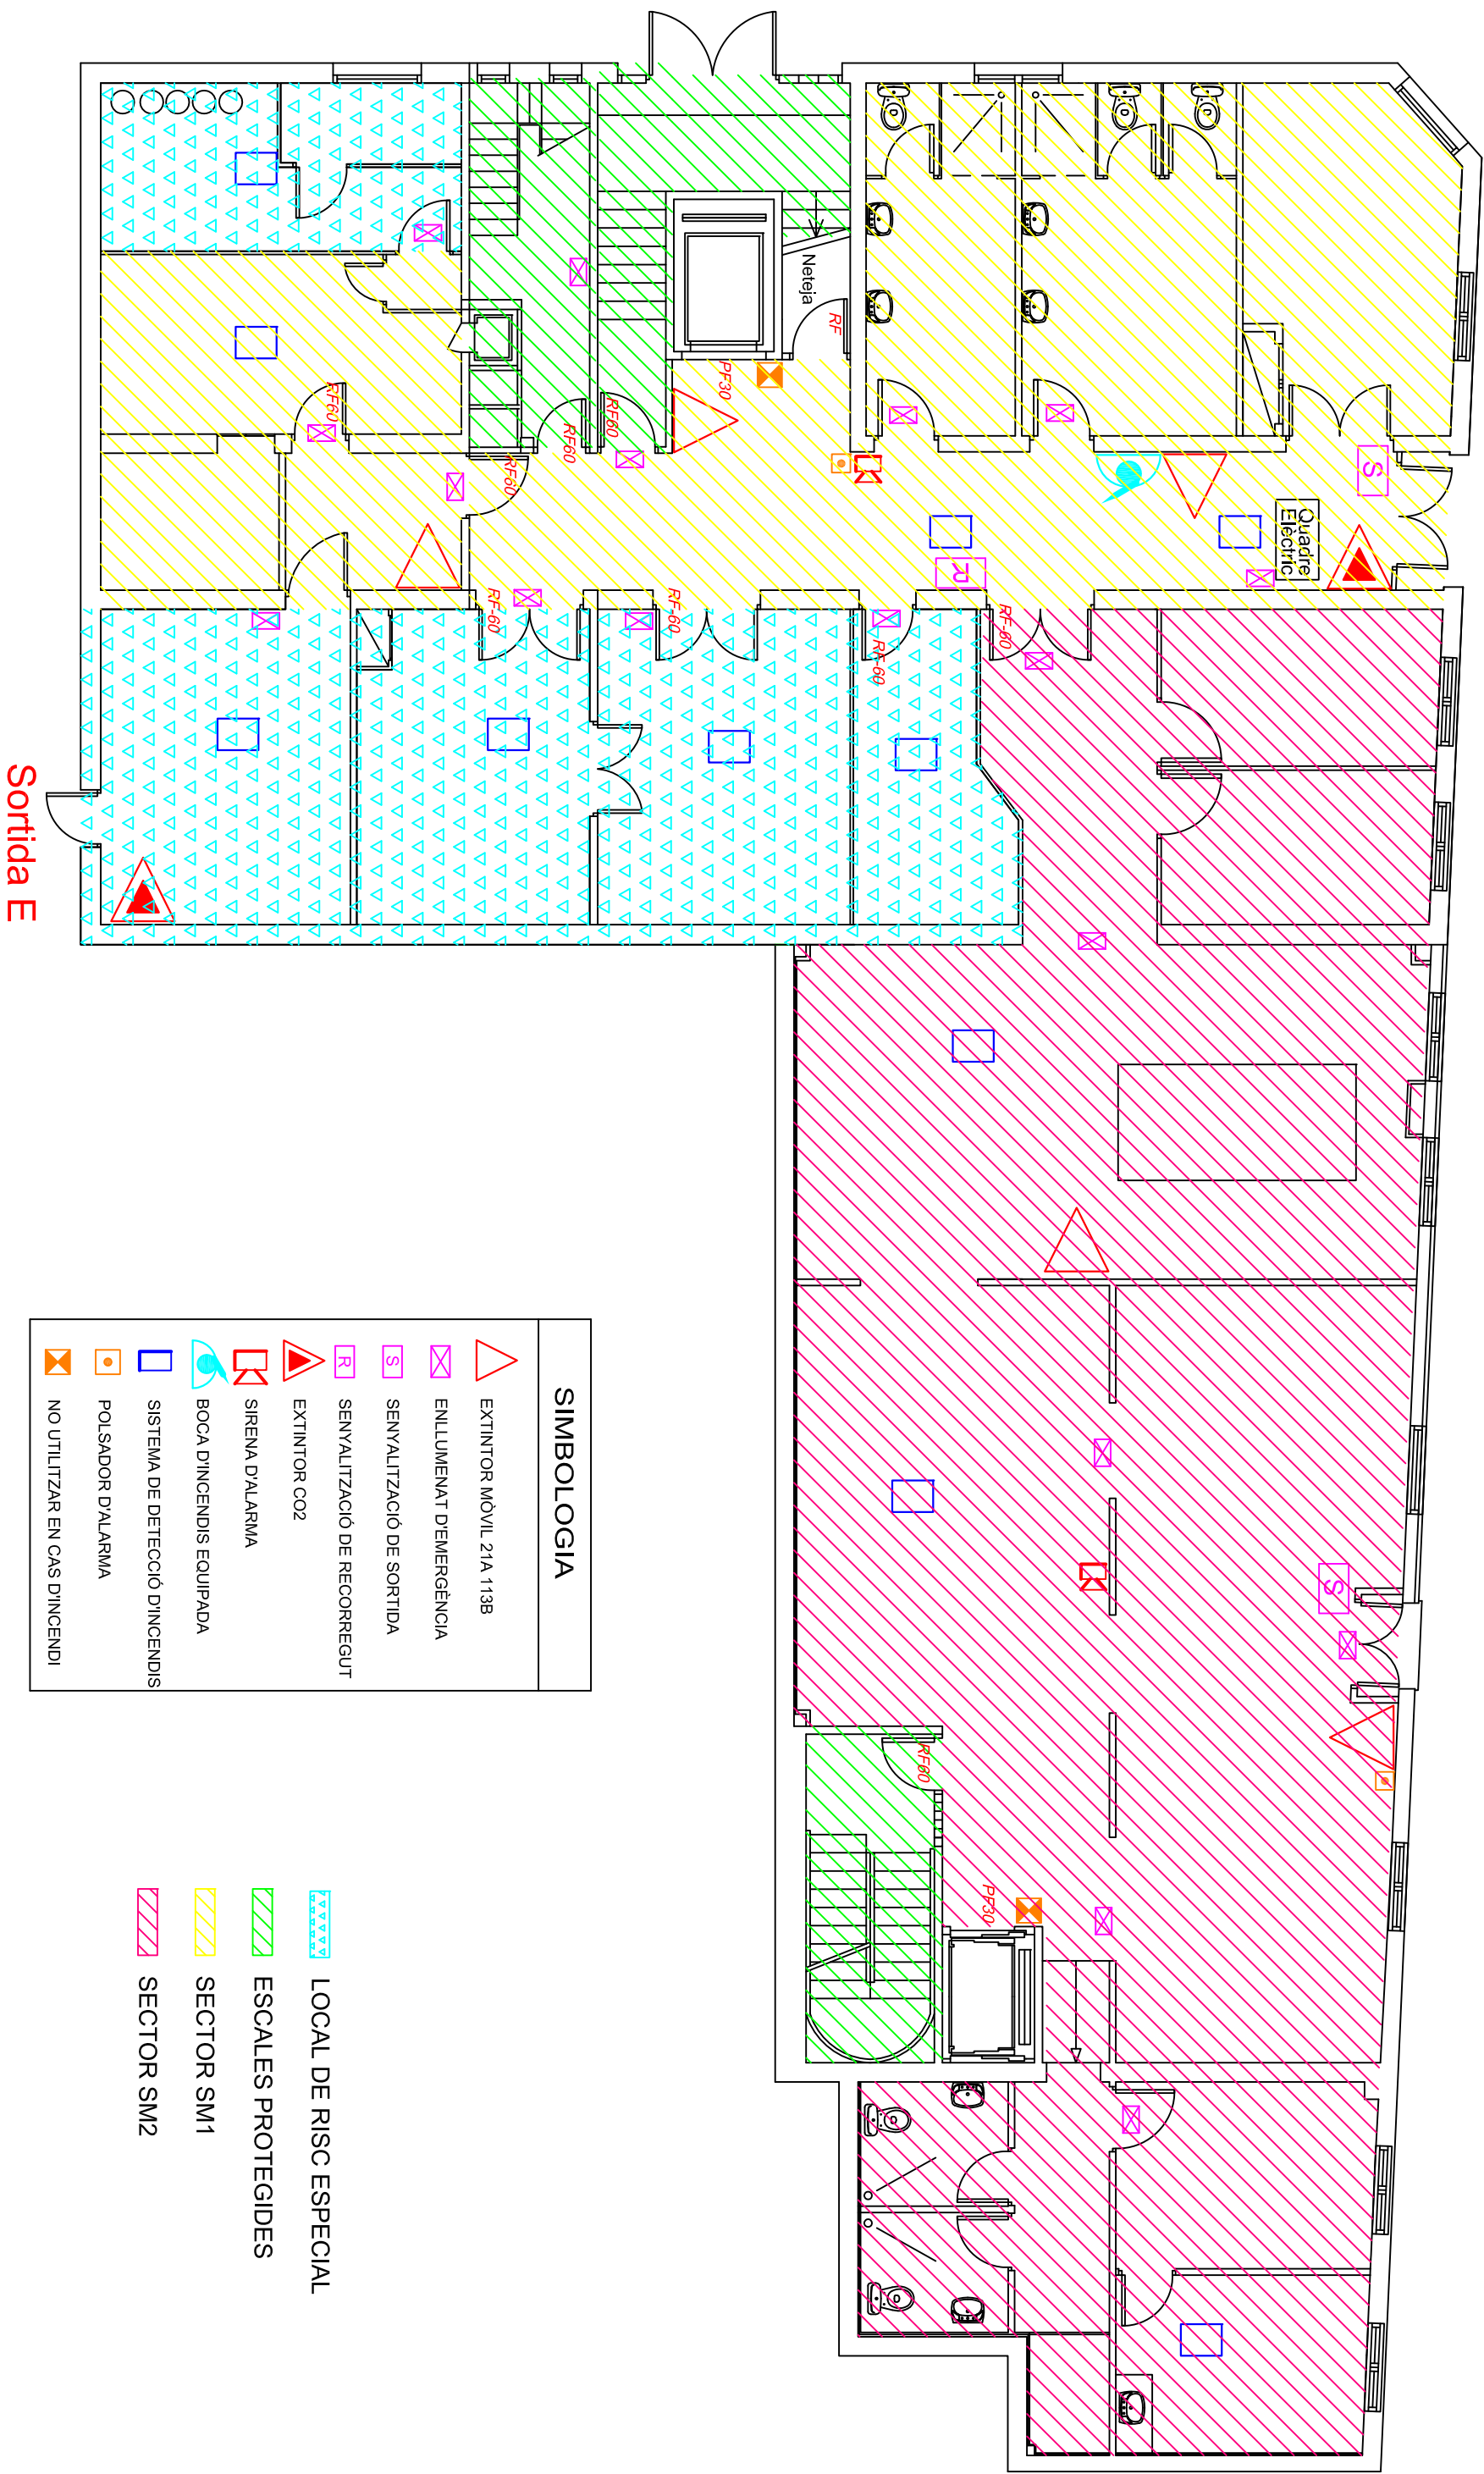 Neteja
RF
PF30
RF60
RF60
RF60
RF60
S
Quadre
Elèctric
R
RF-60
RF-60
RF-60
RF-60
Sortida E
S
RF60
PF30
SIMBOLOGIA
EXTINTOR MÒVIL 21A 113B
ENLLUMENAT D'EMERGÈNCIA
S SENYALITZACIÓ DE SORTIDA
R SENYALITZACIÓ DE RECORREGUT
EXTINTOR CO2
SIRENA D'ALARMA
BOCA D'INCENDIS EQUIPADA
SISTEMA DE DETECCIÓ D'INCENDIS
POLSADOR D'ALARMA
NO UTILITZAR EN CAS D'INCENDI
LOCAL DE RISC ESPECIAL
ESCALES PROTEGIDES
SECTOR SM1
SECTOR SM2